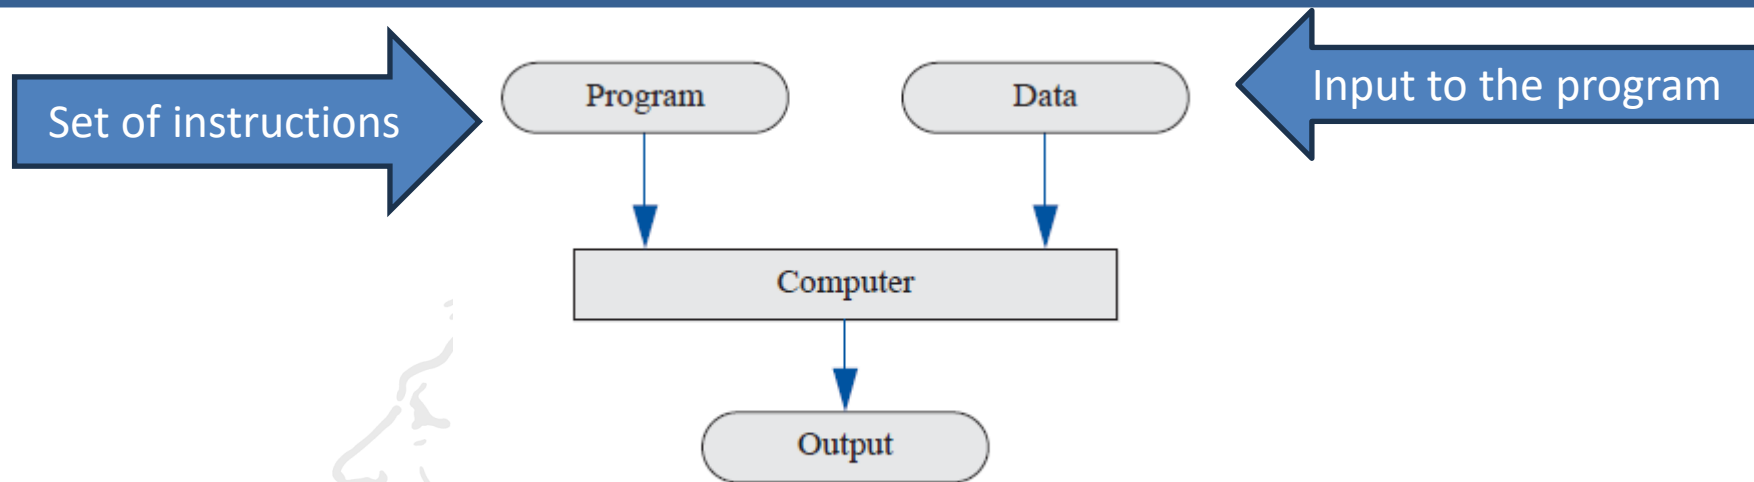 Set of instructions
Program
Data
Input to the program
Computer
Output